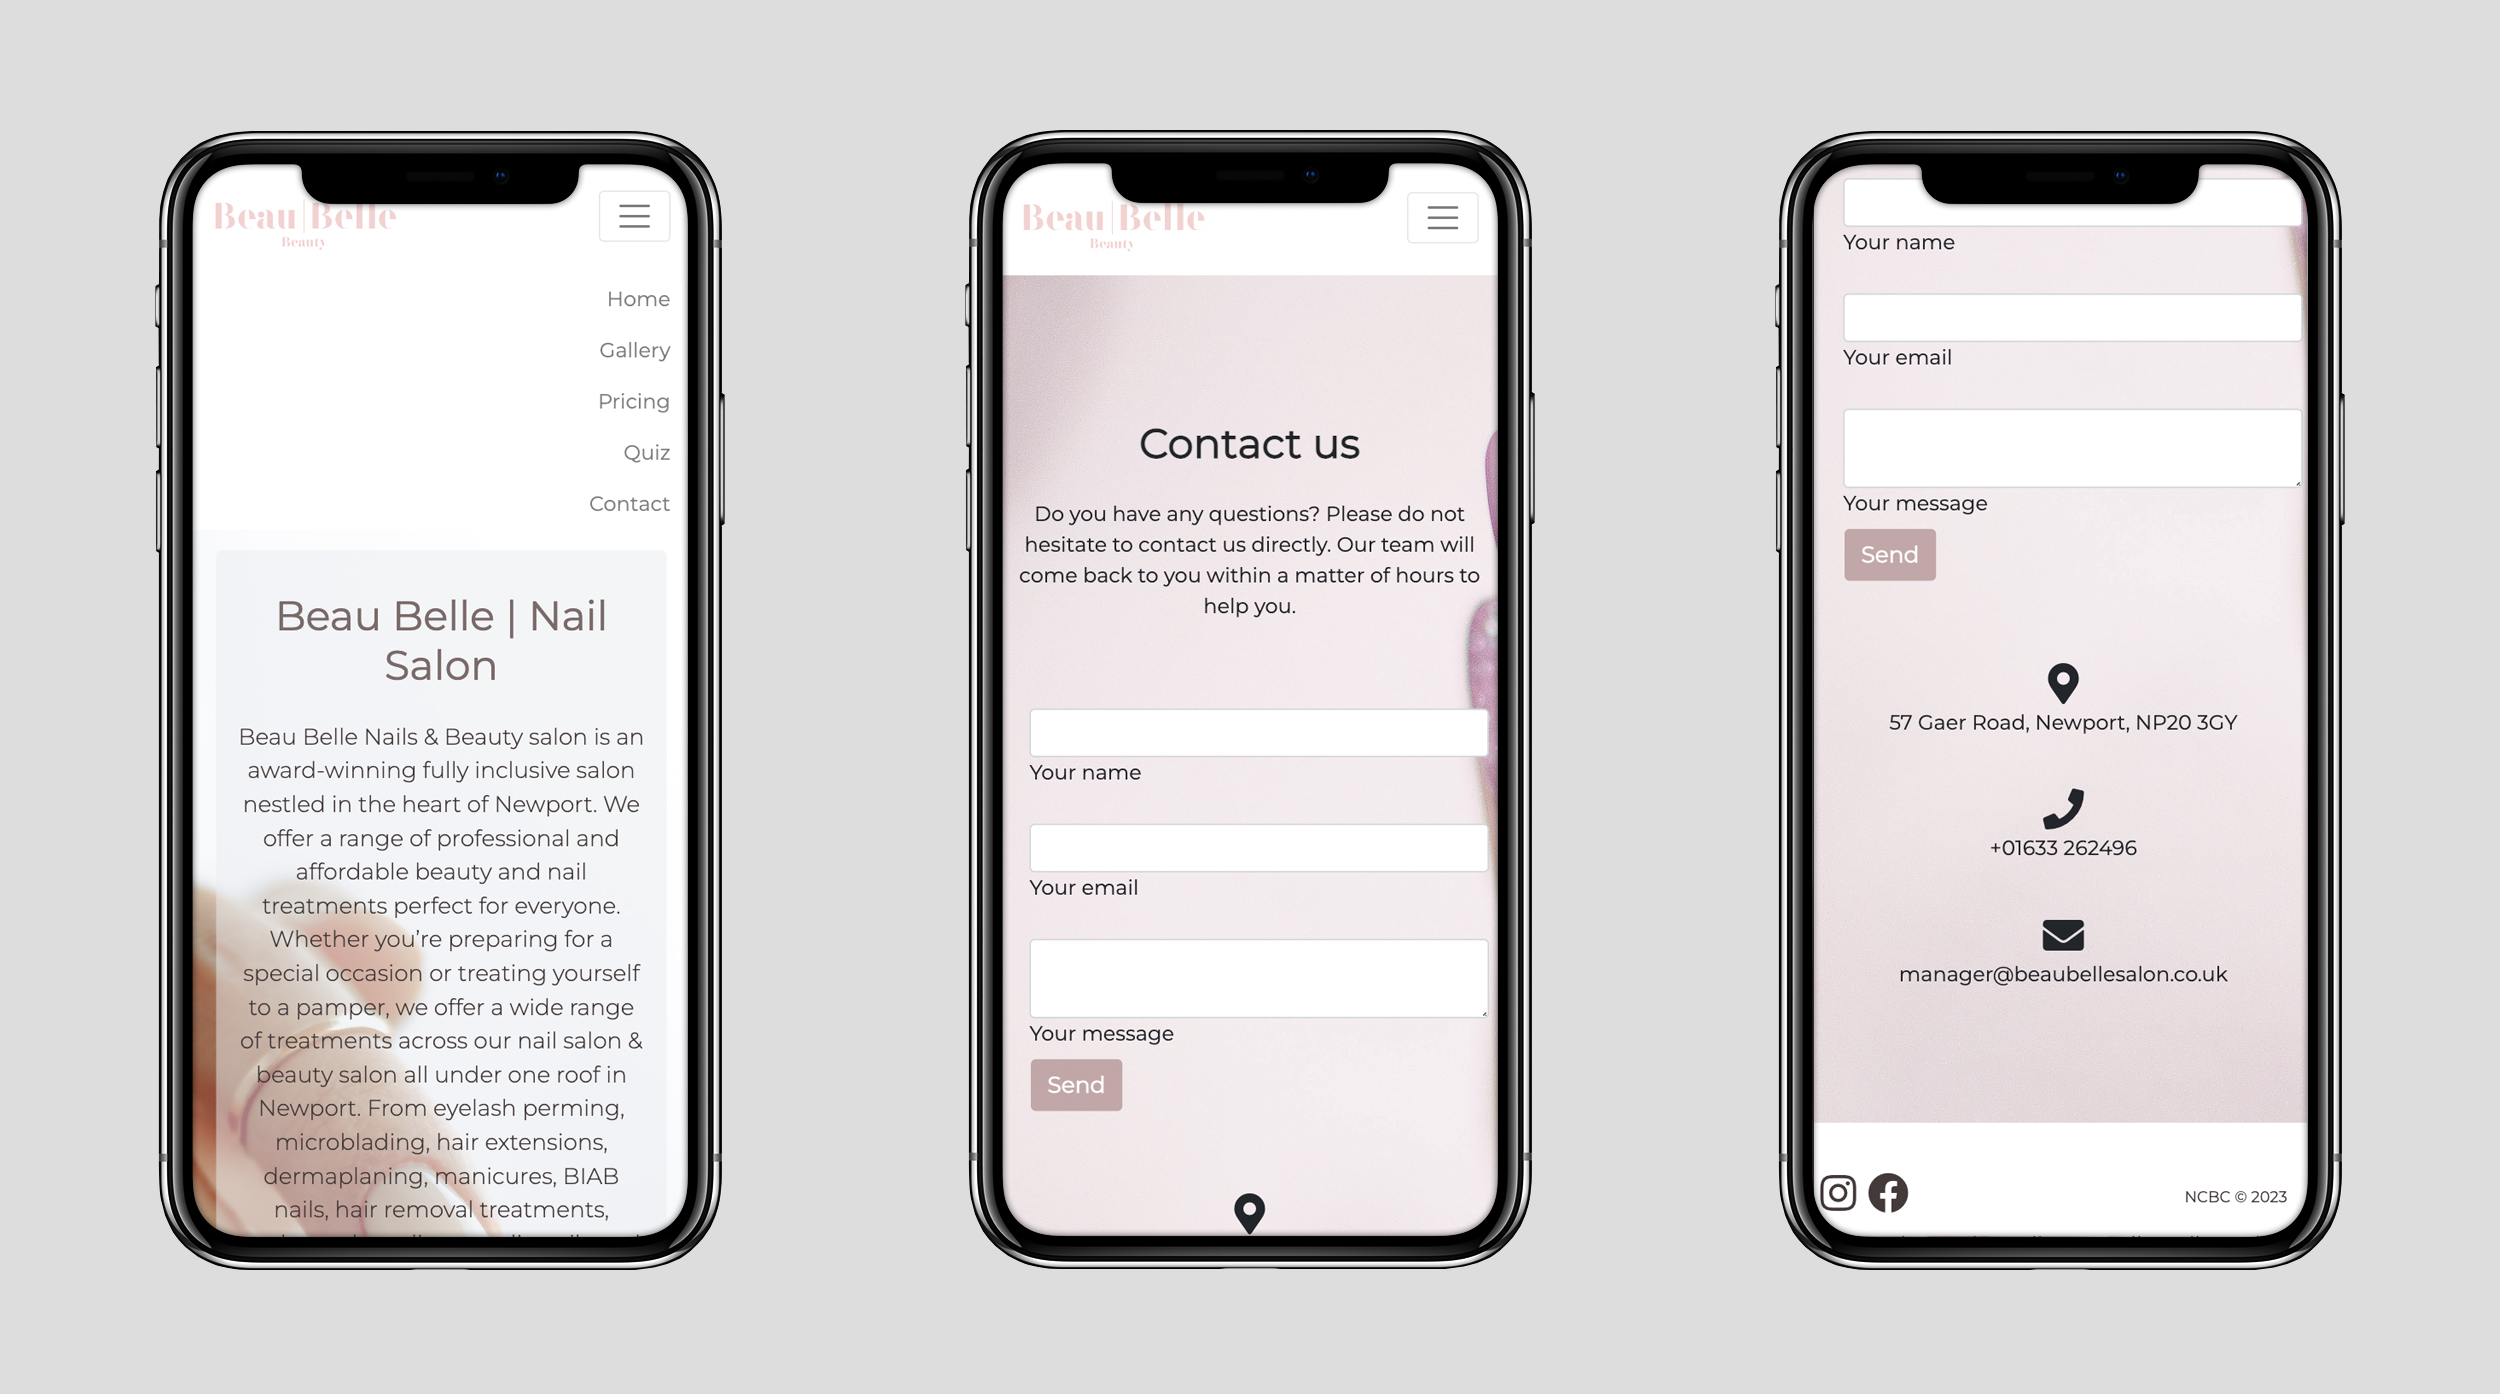 Beau|Belle
Beauty
Home
Gallery
Pricing
Quiz
Contact
Beau Belle | Nail
Salon
Beau Belle Nails & Beauty salon is an
award-winning fully inclusive salon
nestled in the heart of Newport. We
offer a range of professional and
affordable beauty and nail
treatments perfect for everyone.
Whether you’re preparing for a
special occasion or treating yourself
to a pamper, we offer a wide range
of treatments across our nail salon &
beauty salon all under one roof in
Newport. From eyelash perming,
microblading, hair extensions,
dermaplaning, manicures, BIAB
nails, hair removal treatments,
Beau|Belle
Beauty
Contact us
Do you have any questions? Please do not
hesitate to contact us directly. Our team will
come back to you within a matter of hours to
help you.
Your name
Your email
Your message
Send
Your name
Your email
Your message
Send
57 Gaer Road, Newport, NP20 3GY
+01633 262496
manager@beaubellesalon.co.uk
NCBC © 2023